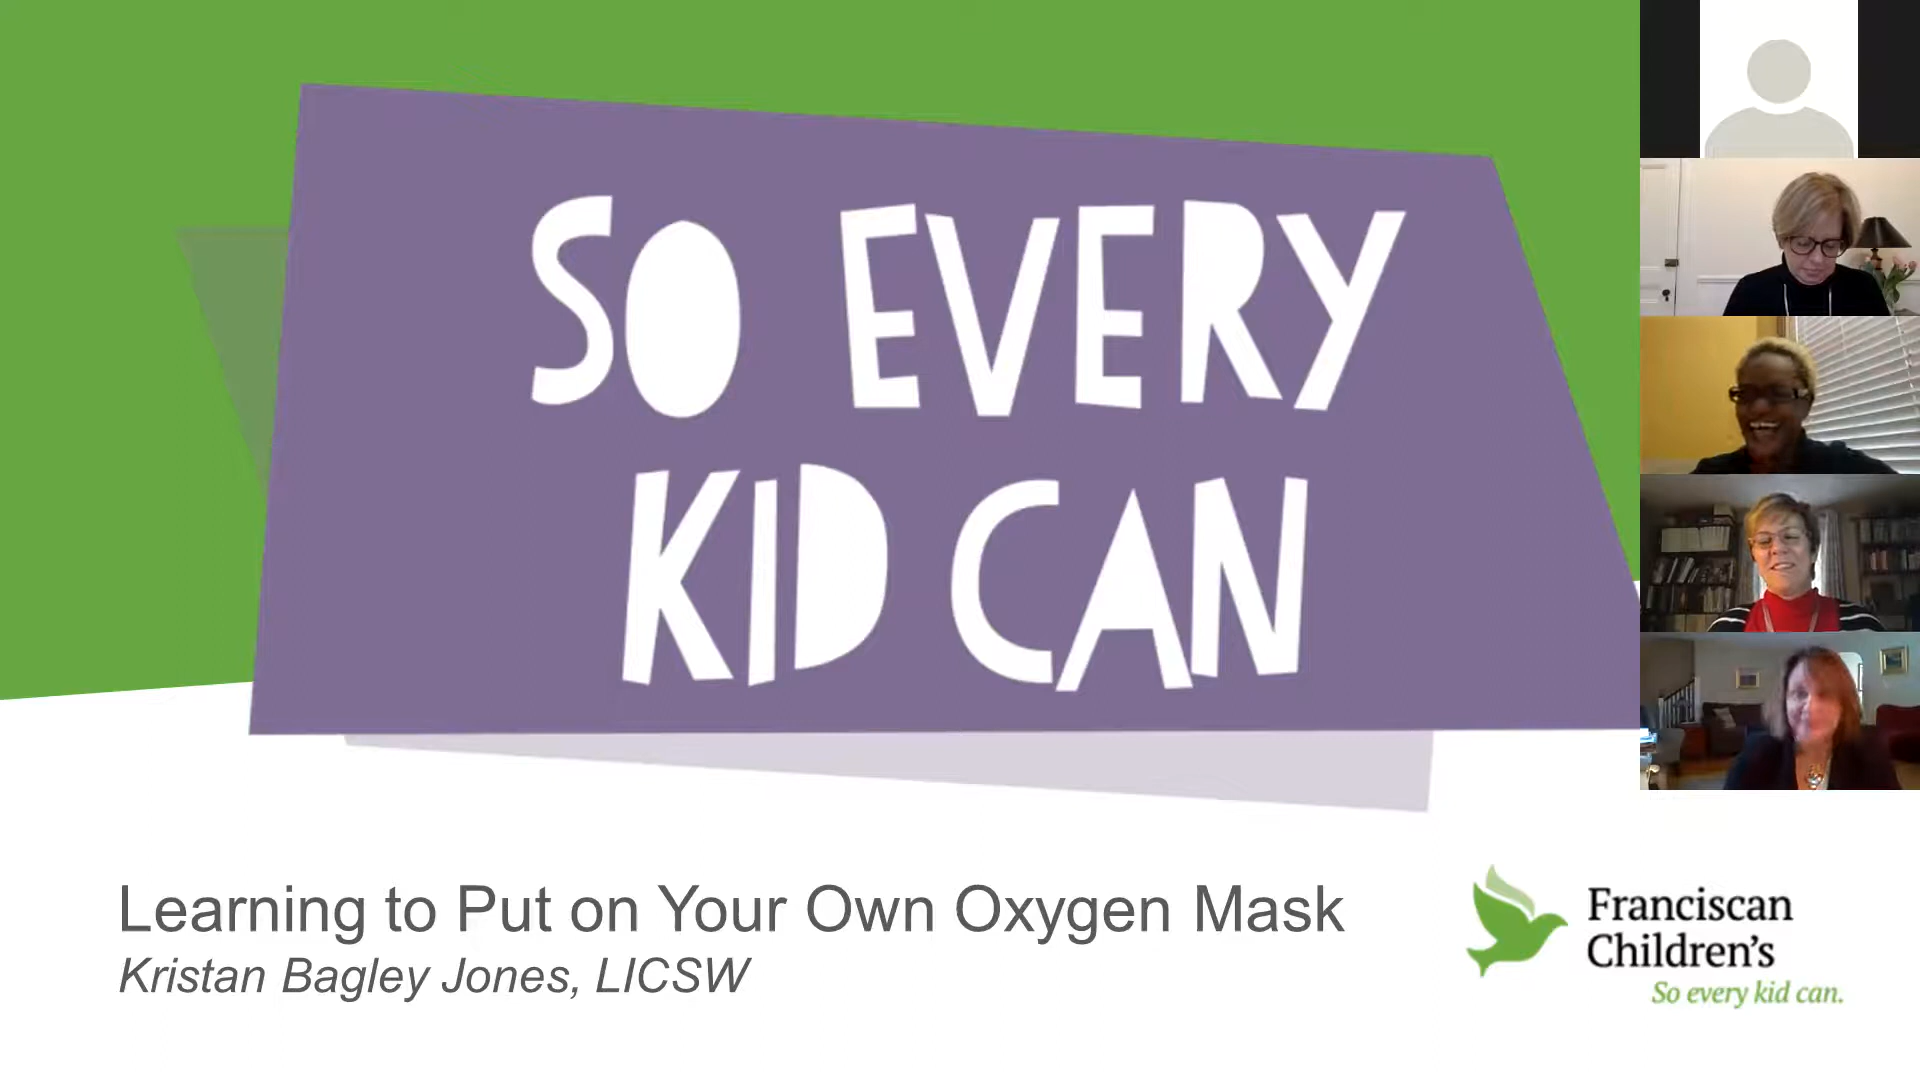 SO EVERY
KID CAN
Learning to Put on Your Own Oxygen Mask
Kristan Bagley Jones, LICSW
Franciscan
Children's
So every kid can.